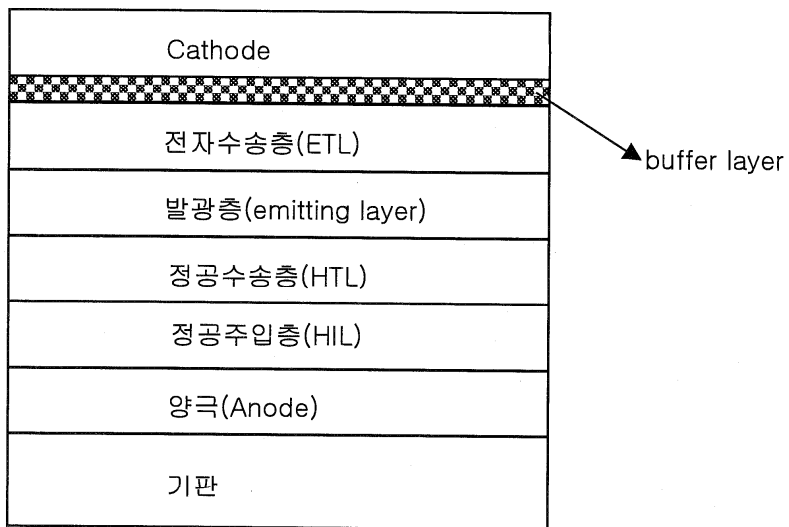 Cathode
전자수송층(ETL)
buffer layer
발광층(emitting layer)
정공수송층(HTL)
정공주입층(HIL)
양극(Anode)
기판